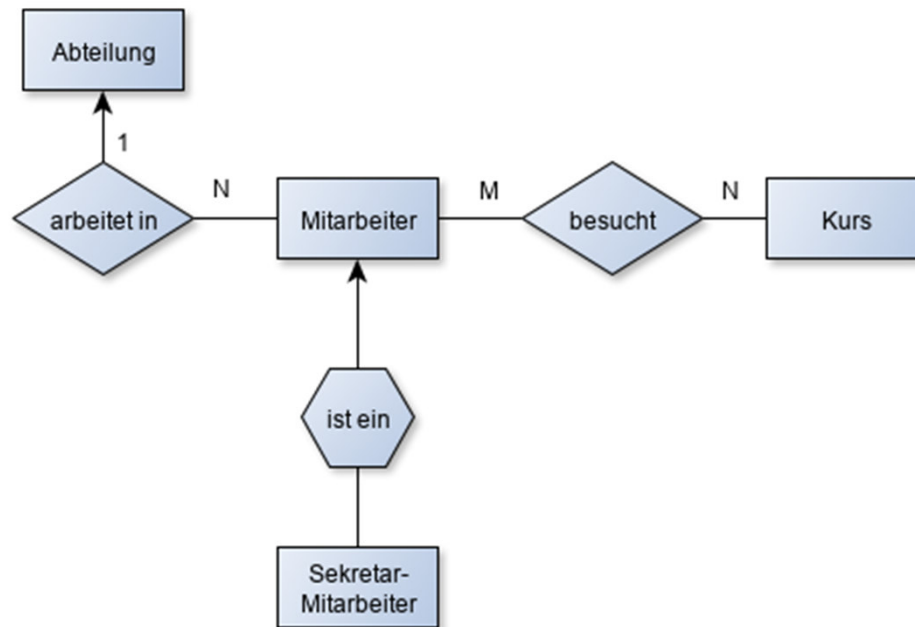 Abteilung
1
arbeitet in
N
Mitarbeiter
M
besucht
N
Kurs
ist ein
Sekretar-
Mitarbeiter